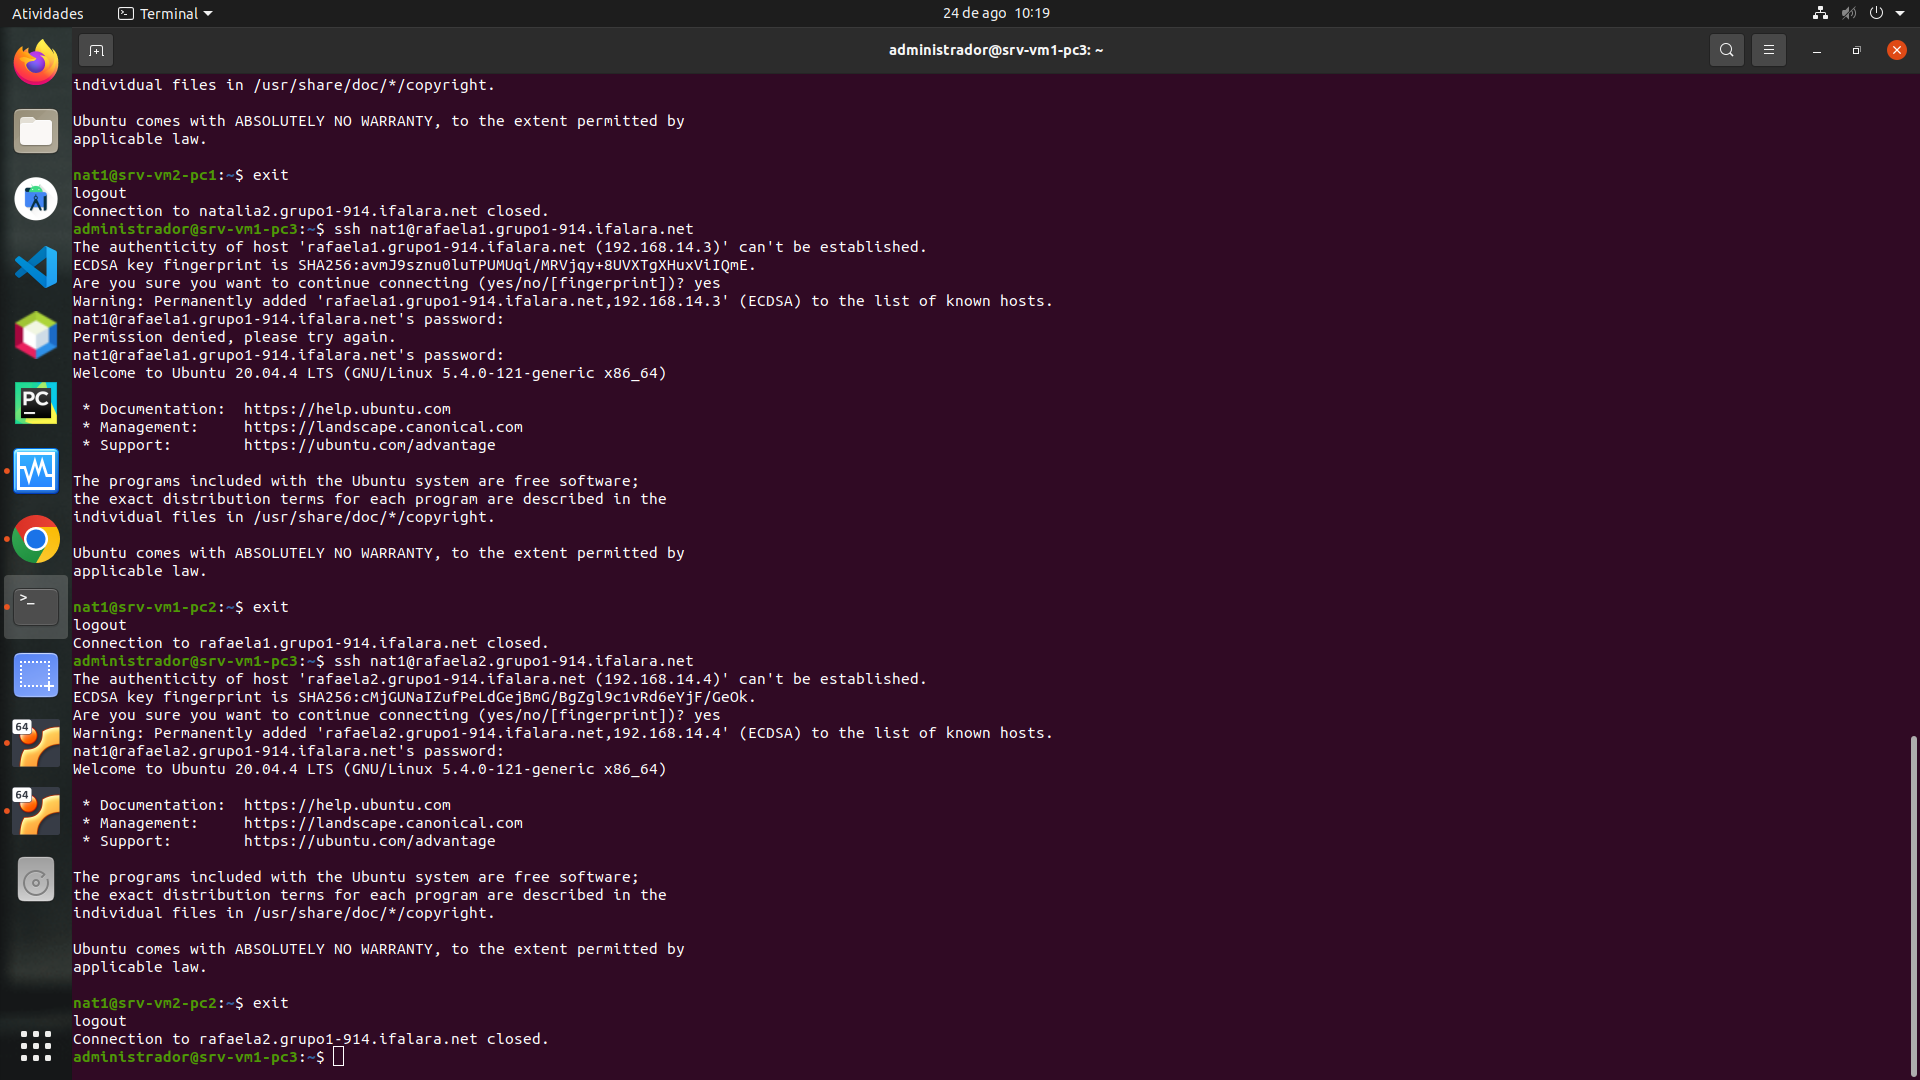 Atividades
Terminal
24 de ago 10:19
administrador@srv-vm1-pc3: ~
individual files in /usr/share/doc/*/copyright.
Ubuntu comes with ABSOLUTELY NO WARRANTY, to the extent permitted by
applicable law.
nat1@srv-vm2-pc1:~$ exit
logout
Connection to natalia2.grupo1-914.ifalara.net closed.
administrador@srv-vm1-pc3:~$ ssh nat1@rafaela1.grupo1-914.ifalara.net
The authenticity of host 'rafaela1.grupo1-914.ifalara.net (192.168.14.3)' can't be established.
ECDSA key fingerprint is SHA256:avmJ9sznu0luTPUMUqi/MRVjqy+8UVXTgXHuxViIQmE.
Are you sure you want to continue connecting (yes/no/[fingerprint])? yes
Warning: Permanently added 'rafaela1.grupo1-914.ifalara.net,192.168.14.3' (ECDSA) to the list of known hosts.
nat1@rafaela1.grupo1-914.ifalara.net's password:
Permission denied, please try again.
nat1@rafaela1.grupo1-914.ifalara.net's password:
Welcome to Ubuntu 20.04.4 LTS (GNU/Linux 5.4.0-121-generic x86_64)
* Documentation: https://help.ubuntu.com
* Management: https://landscape.canonical.com
* Support: https://ubuntu.com/advantage
The programs included with the Ubuntu system are free software;
the exact distribution terms for each program are described in the
individual files in /usr/share/doc/*/copyright.
Ubuntu comes with ABSOLUTELY NO WARRANTY, to the extent permitted by
applicable law.
nat1@srv-vm1-pc2:~$ exit
logout
Connection to rafaela1.grupo1-914.ifalara.net closed.
administrador@srv-vm1-pc3:~$ ssh nat1@rafaela2.grupo1-914.ifalara.net
The authenticity of host 'rafaela2.grupo1-914.ifalara.net (192.168.14.4)' can't be established.
ECDSA key fingerprint is SHA256:cMjGUNaIZufPeLdGejBmG/BgZgl9c1vRd6eYjF/GeOk.
Are you sure you want to continue connecting (yes/no/[fingerprint])? yes
Warning: Permanently added 'rafaela2.grupo1-914.ifalara.net,192.168.14.4' (ECDSA) to the list of known hosts.
nat1@rafaela2.grupo1-914.ifalara.net's password:
Welcome to Ubuntu 20.04.4 LTS (GNU/Linux 5.4.0-121-generic x86_64)
* Documentation: https://help.ubuntu.com
* Management: https://landscape.canonical.com
* Support: https://ubuntu.com/advantage
The programs included with the Ubuntu system are free software;
the exact distribution terms for each program are described in the
individual files in /usr/share/doc/*/copyright.
Ubuntu comes with ABSOLUTELY NO WARRANTY, to the extent permitted by
applicable law.
nat1@srv-vm2-pc2:~$ exit
logout
Connection to rafaela2.grupo1-914.ifalara.net closed.
administrador@srv-vm1-pc3:~$
PC
64
64